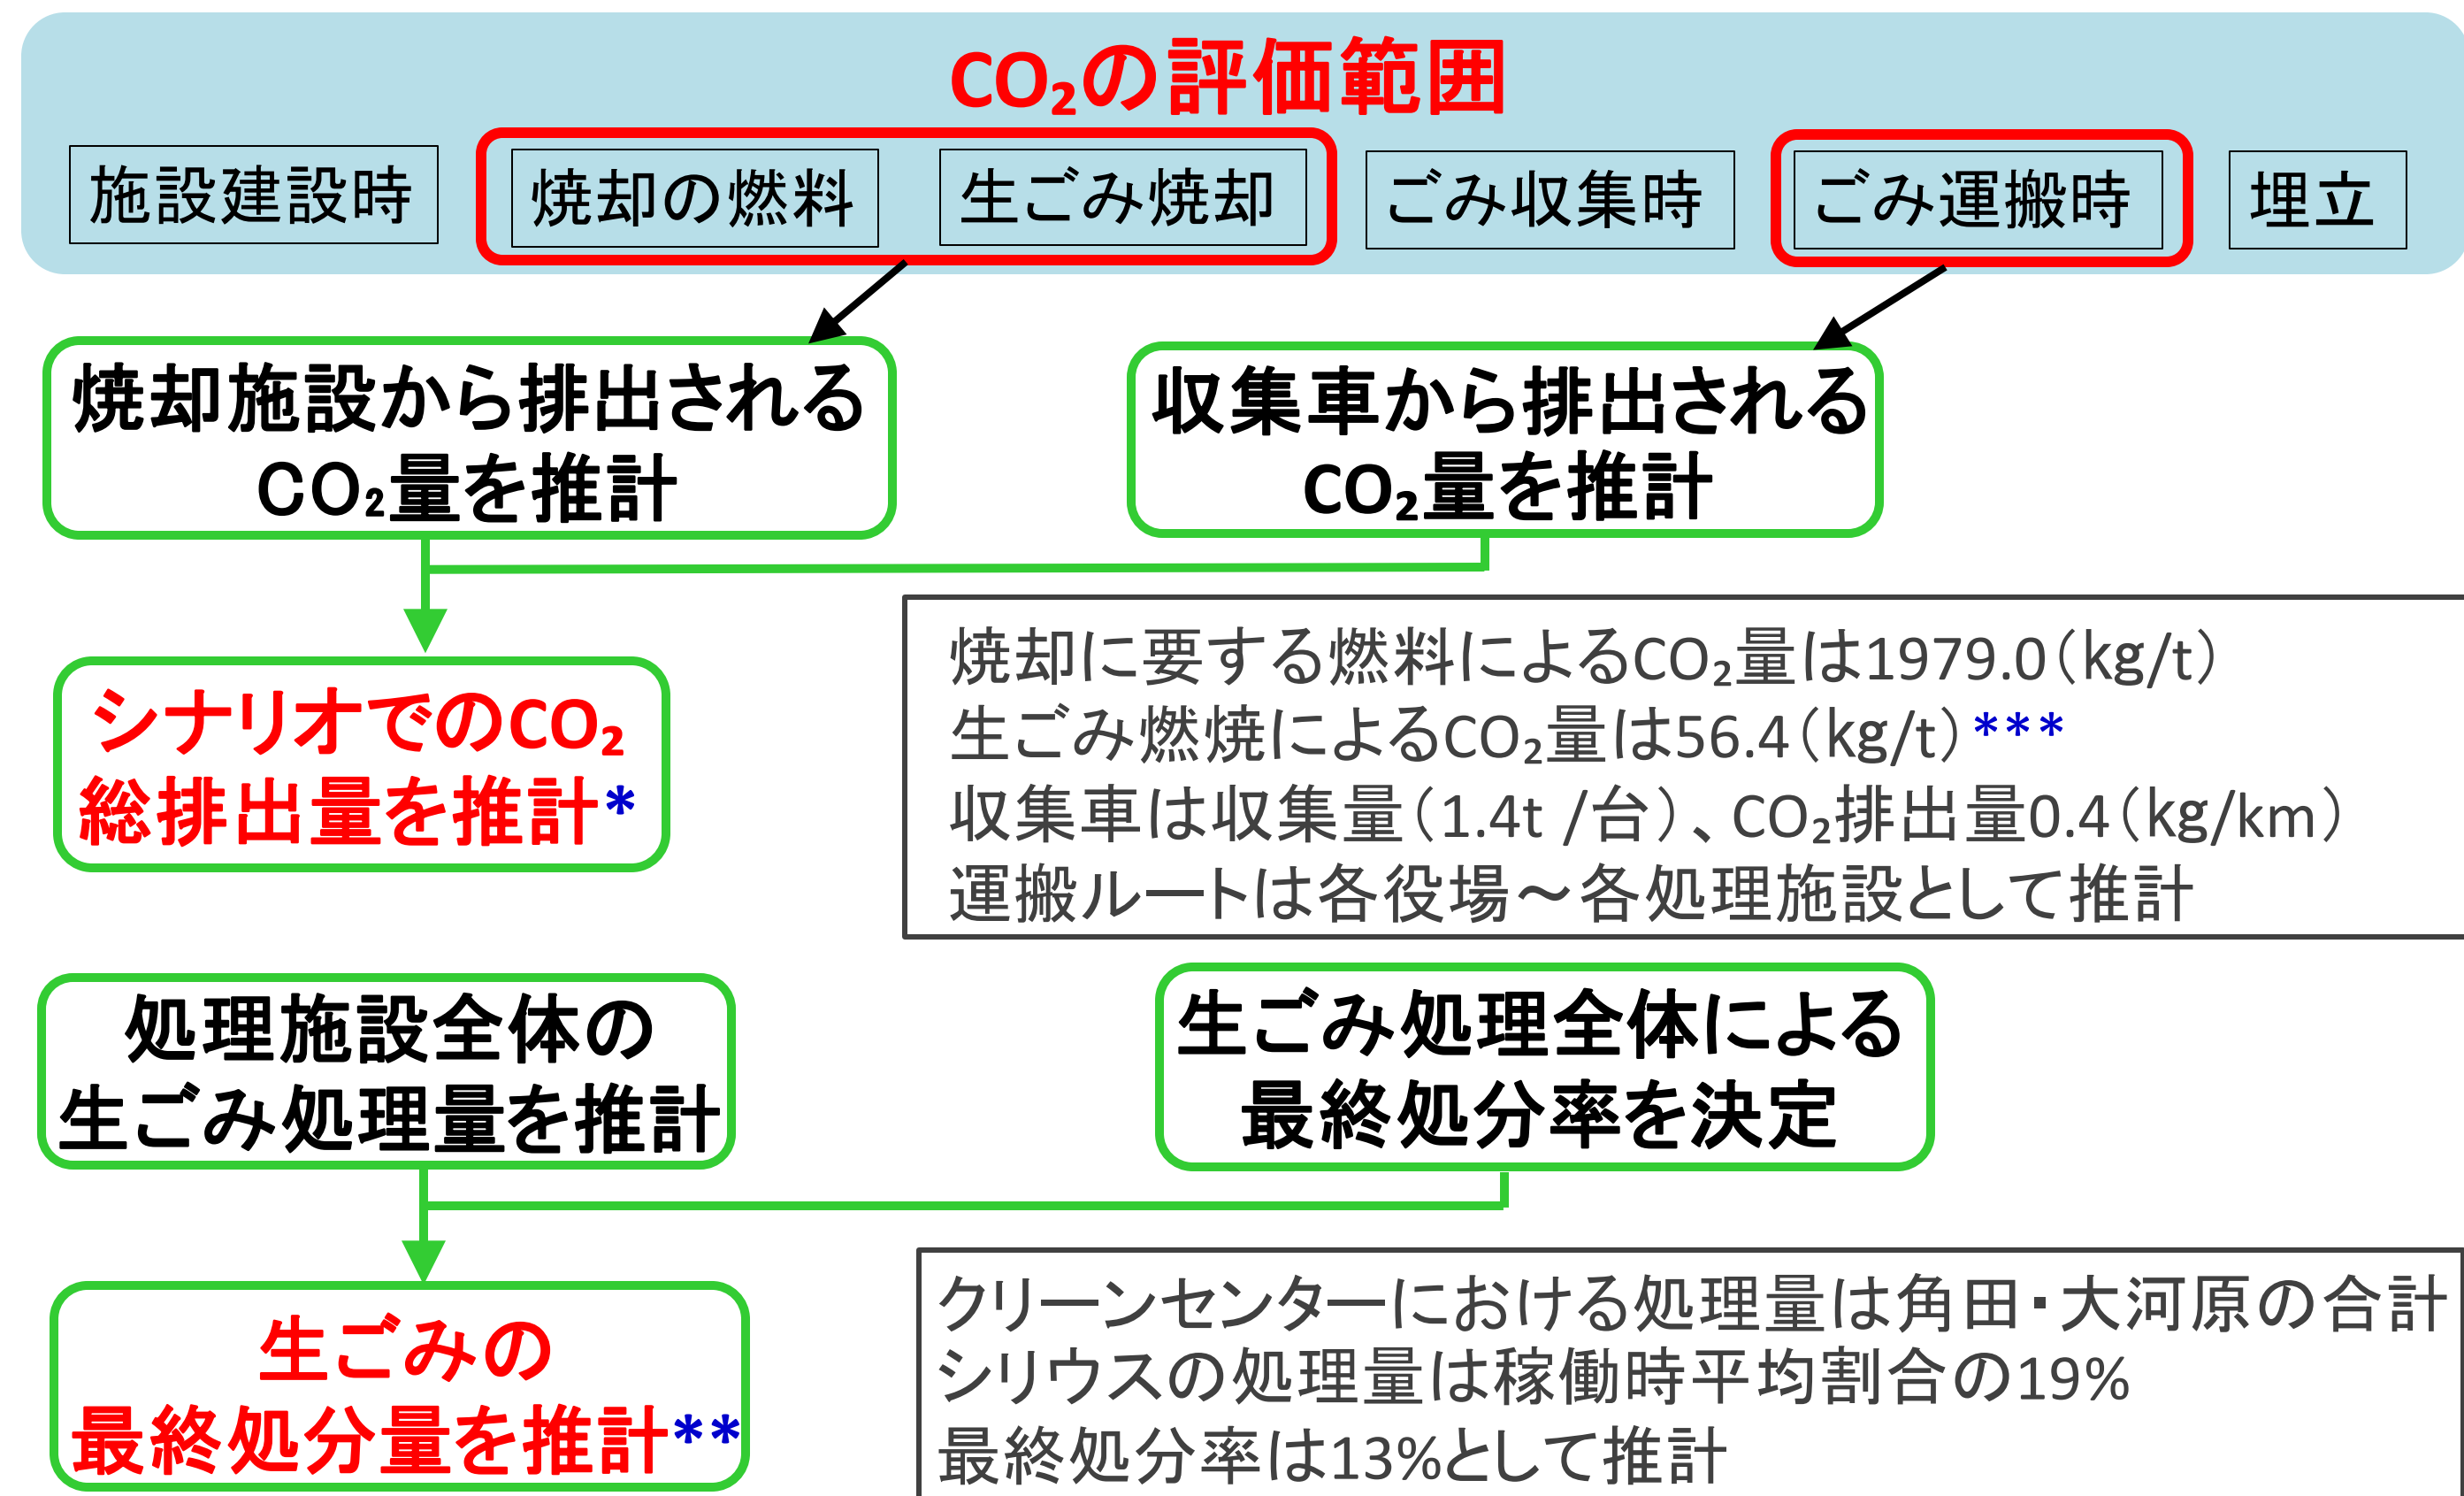 CO₂の評価範囲
施設建設時
焼却の燃料
生ごみ焼却
ごみ収集時
ごみ運搬時
埋立
焼却施設から排出される
CO₂量を推計
収集車から排出される
CO₂量を推計
シナリオでのCO₂
総排出量を推計*
焼却に要する燃料によるCO₂量は1979.0（kg/t）
生ごみ燃焼によるCO₂量は56.4（kg/t）***
収集車は収集量（1.4t /台）、CO₂排出量0.4（kg/km）
運搬ルートは各役場～各処理施設として推計
処理施設全体の
生ごみ処理量を推計
生ごみ処理全体による
最終処分率を決定
生ごみの
最終処分量を推計**
クリーンセンターにおける処理量は角田・大河原の合計
シリウスの処理量は稼働時平均割合の19%
最終処分率は13%として推計